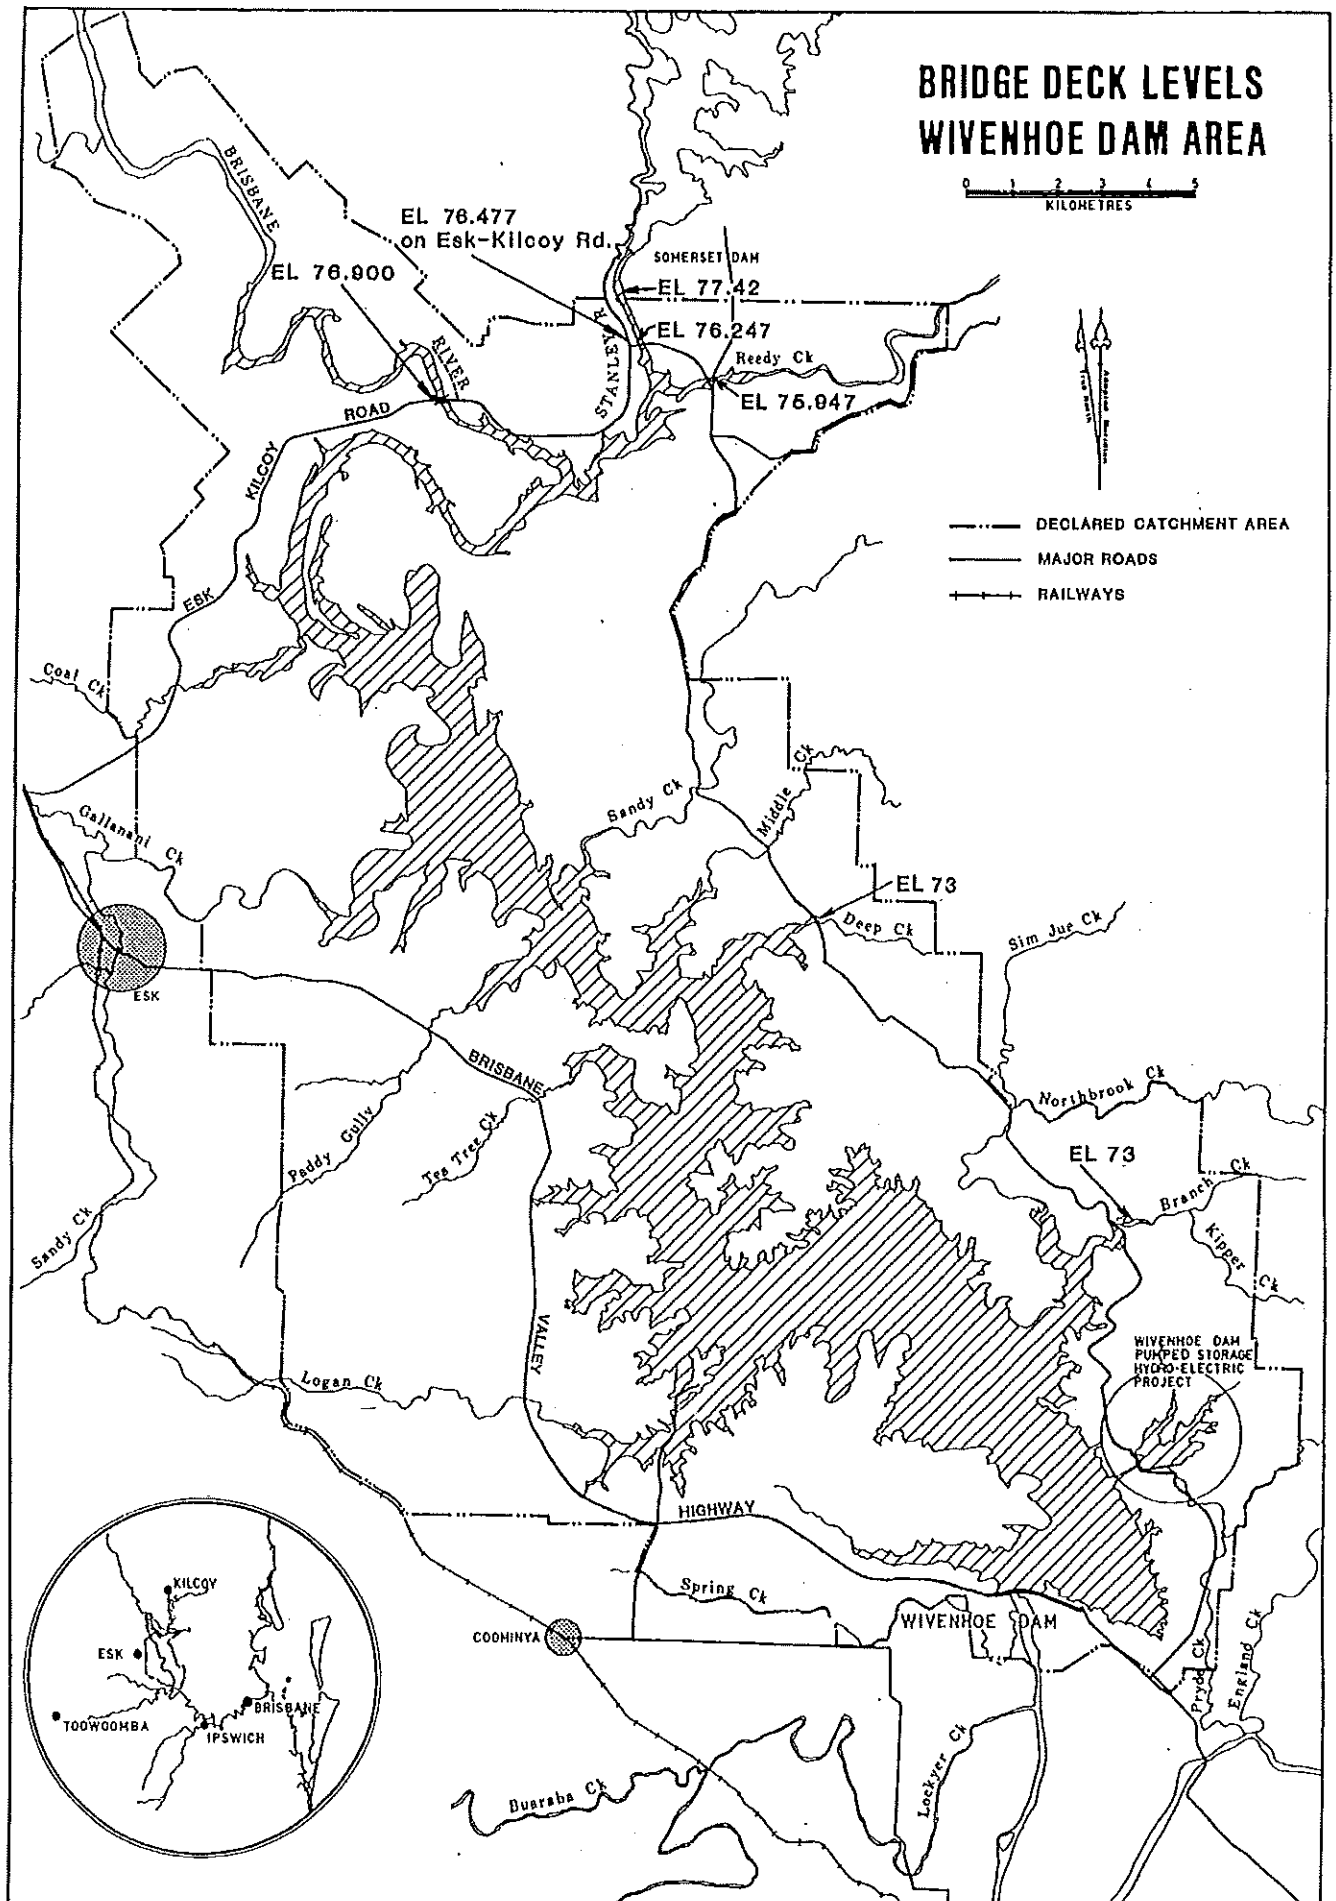 BRIDGE DECK LEVELS
WIVENHOE DAM AREA
0 1 2 3 4 5
KILOMETRES
BRISBANE
EL 76.477
on Esk-Kilcoy Rd.
EL 76.900
SOMERSET DAM
EL 77.42
EL 76.247
RIVER
STANLEY R
Reedy Ck
EL 75.947
ROAD
KILCOY
ESK
True North
DECLARED CATCHMENT AREA
MAJOR ROADS
RAILWAYS
Coal Ck
Gallanani Ck
Sandy Ck
Middle Ck
EL 73
Deep Ck
Sim Jue Ck
ESK
BRISBANE
Northbrook Ck
Paddy Gully
Tea Tree Ck
EL 73
Branch Ck
Kipper Ck
Sandy Ck
VALLEY
WIVENHOE DAM
PUMPED STORAGE
HYDRO-ELECTRIC
PROJECT
Logan Ck
HIGHWAY
Spring Ck
WIVENHOE DAM
COOMINYA
Pryde Ck
England Ck
KILCOY
ESK
BRISBANE
TOOWOOMBA
IPSWICH
Lockyer Ck
Buaraba Ck